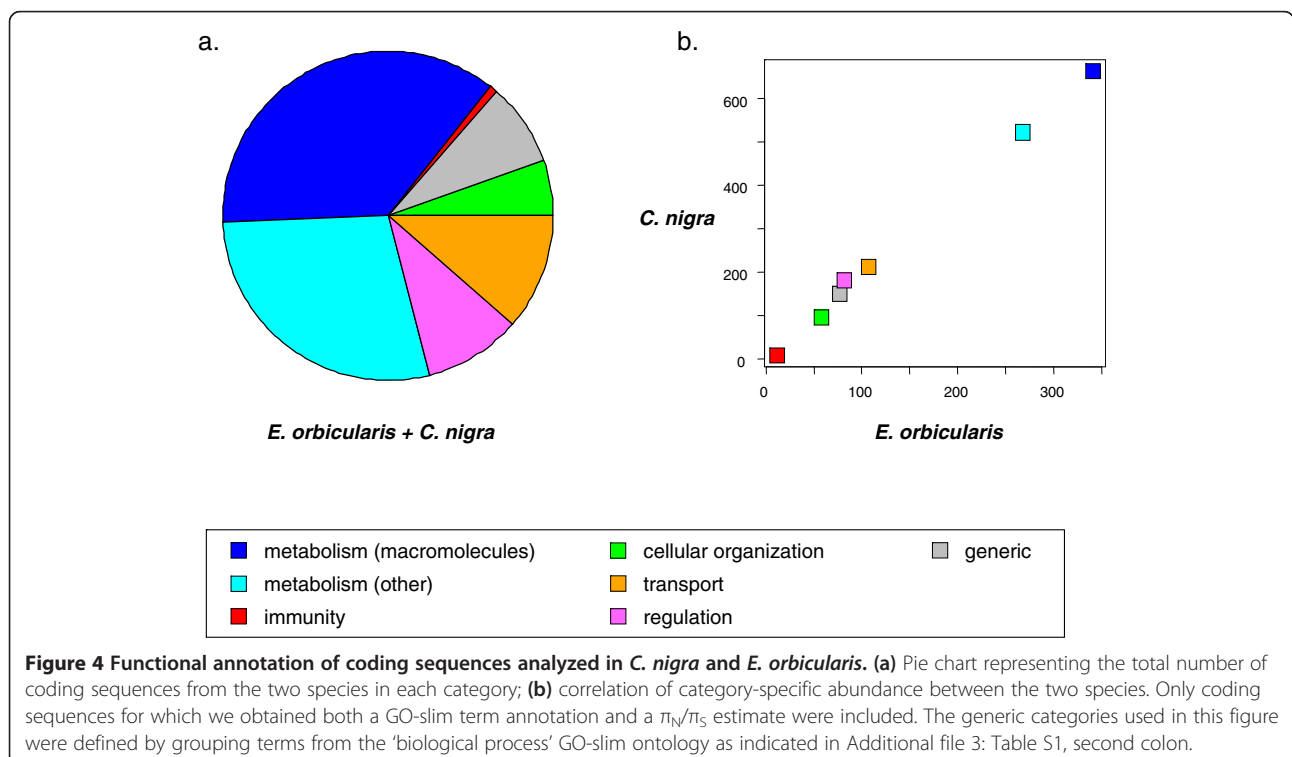 a.
b.
600
400
200
0
C. nigra
0 100 200 300
E. orbicularis + C. nigra
E. orbicularis
metabolism (macromolecules)
metabolism (other)
immunity
cellular organization
transport
regulation
generic
Figure 4 Functional annotation of coding sequences analyzed in C. nigra and E. orbicularis. (a) Pie chart representing the total number of
coding sequences from the two species in each category; (b) correlation of category-specific abundance between the two species. Only coding
sequences for which we obtained both a GO-slim term annotation and a πN/πS estimate were included. The generic categories used in this figure
were defined by grouping terms from the ‘biological process’ GO-slim ontology as indicated in Additional file 3: Table S1, second colon.